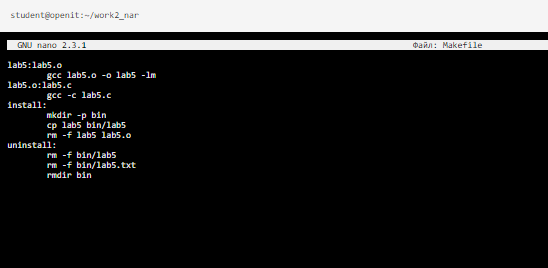 student@openit:~/work2_nar
GNU nano 2.3.1 Файл: Makefile
lab5:lab5.o
gcc lab5.o -o lab5 -lm
lab5.o:lab5.c
gcc -c lab5.c
install:
mkdir -p bin
cp lab5 bin/lab5
rm -f lab5 lab5.o
uninstall:
rm -f bin/lab5
rm -f bin/lab5.txt
rmdir bin